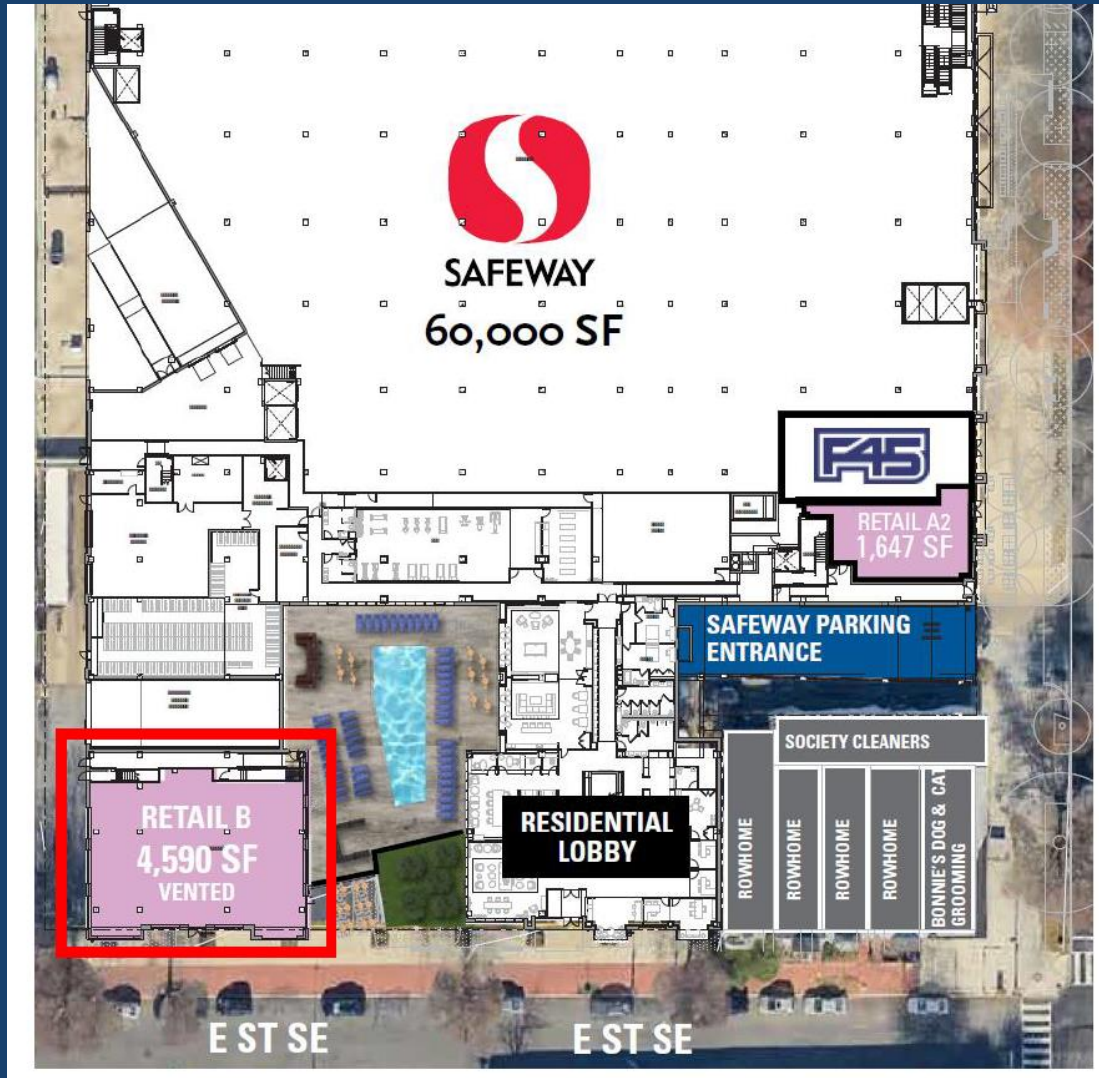 SAFEWAY
60,000 SF
F45
RETAIL A2
1,647 SF
SAFEWAY PARKING
ENTRANCE
SOCIETY CLEANERS
RETAIL B
4,590 SF
VENTED
RESIDENTIAL
LOBBY
ROWHOME
ROWHOME
ROWHOME
ROWHOME
BONNIE'S DOG & CAT
GROOMING
E ST SE
E ST SE